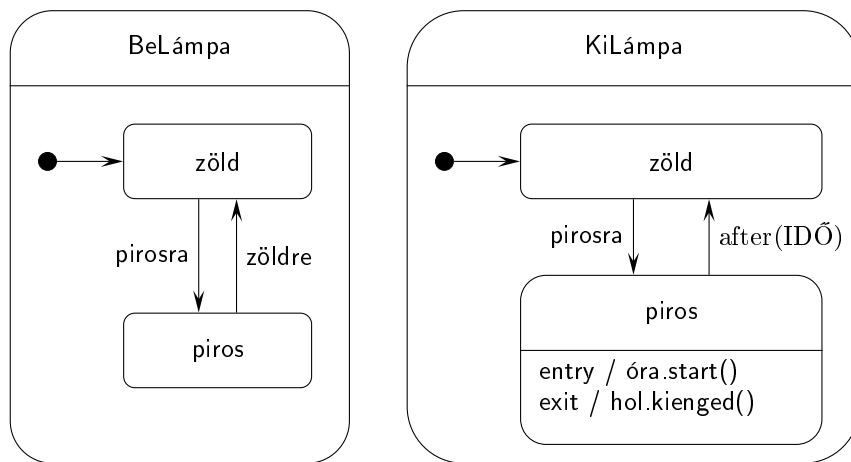 BeLámpa
zöld
pirosra
zöldre
piros
KiLámpa
zöld
pirosra
after(IDŐ)
piros
entry / óra.start()
exit / hol.kienged()